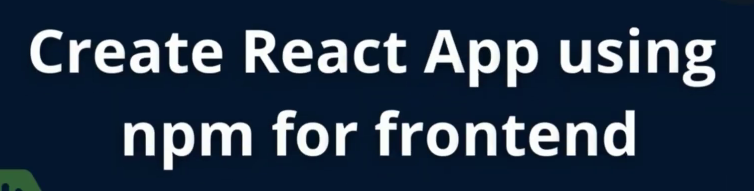 Create React App using
npm for frontend